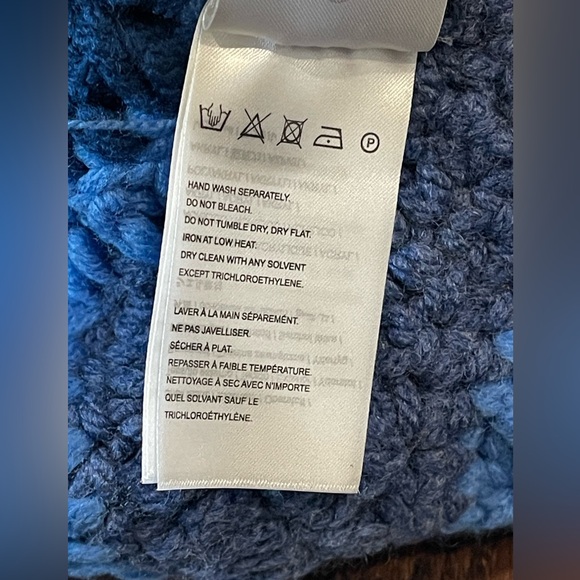 P
HAND WASH SEPARATELY.
DO NOT BLEACH.
DO NOT TUMBLE DRY, DRY FLAT.
IRON AT LOW HEAT.
DRY CLEAN WITH ANY SOLVENT
EXCEPT TRICHLOROETHYLENE.
LAVER À LA MAIN SÉPARÉMENT.
NE PAS JAVELLISER.
SÉCHER À PLAT.
REPASSER À FAIBLE TEMPÉRATURE.
NETTOYAGE À SEC AVEC N'IMPORTE
QUEL SOLVANT SAUF LE
TRICHLOROÉTHYLÈNE.